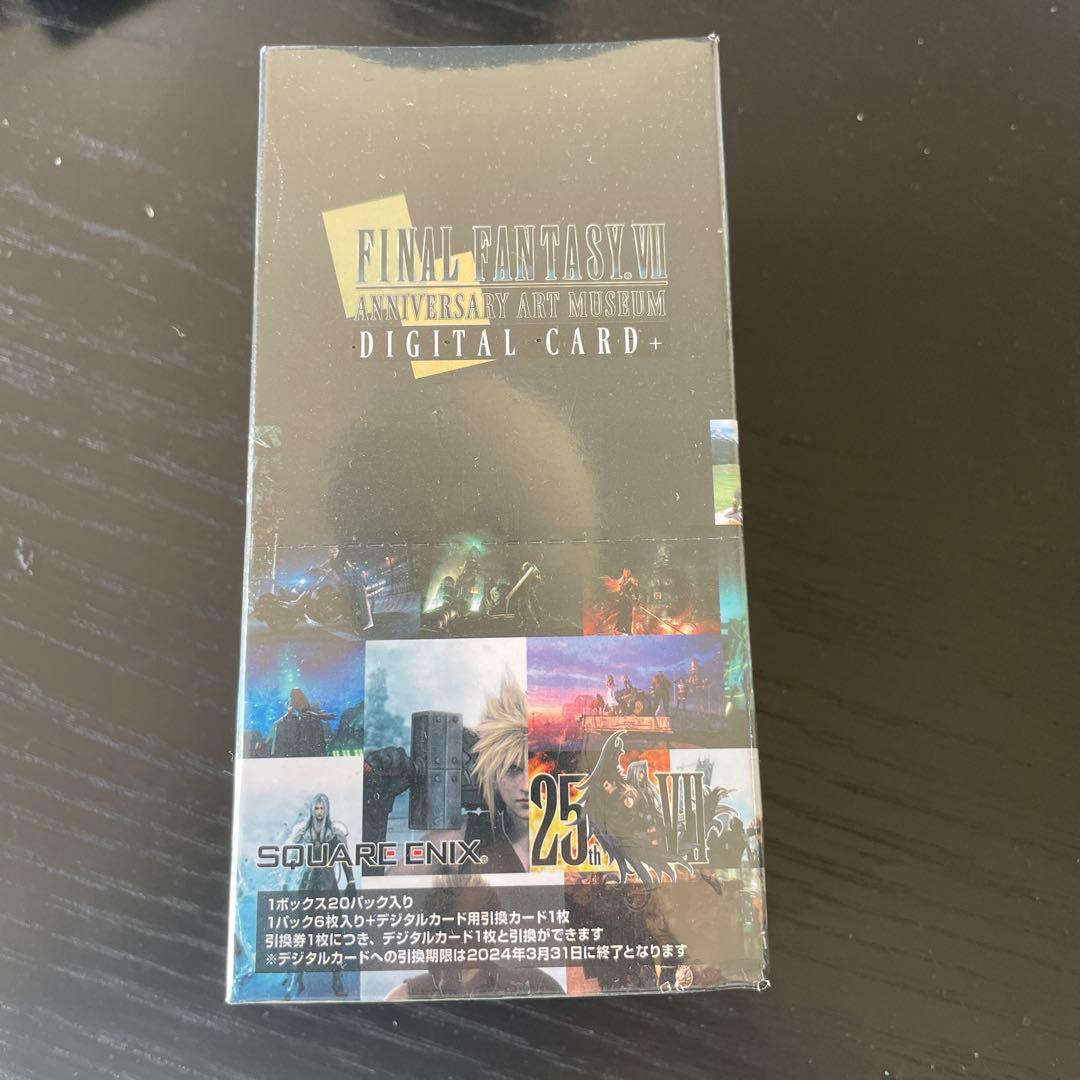 FINAL FANTASY® VII
ANNIVERSARY ART MUSEUM
DIGITAL CARD+
25th VII
SQUARE ENIX®
1ボックス20パック入り
1パック6枚入り+デジタルカード用引換カード1枚
引換券1枚につき、デジタルカード1枚と引換ができます
※デジタルカードへの引換期限は2024年3月31日に終了となります